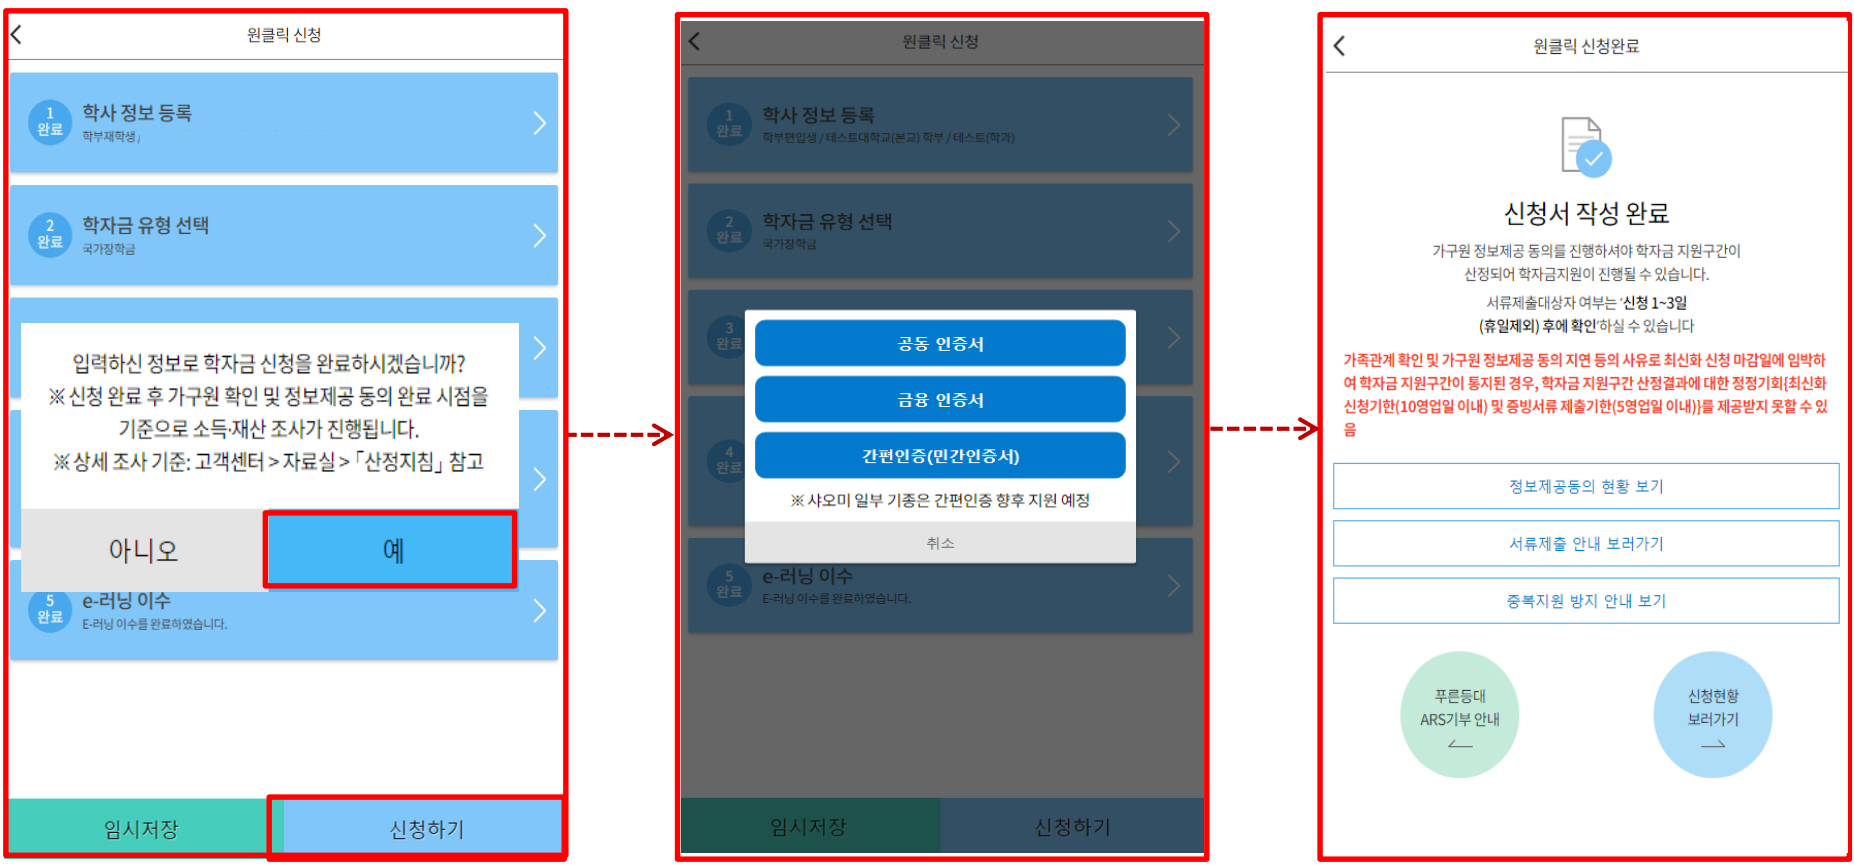 원클릭 신청
1
완료
학사 정보 등록
학부재학생 /
2
완료
학자금 유형 선택
국가장학금
입력하신 정보로 학자금 신청을 완료하시겠습니까?
※ 신청 완료 후 가구원 확인 및 정보제공 동의 완료 시점을
기준으로 소득·재산 조사가 진행됩니다.
※ 상세 조사 기준: 고객센터 > 자료실 > 「산정지침」 참고
아니오
예
5
완료
e-러닝 이수
E-러닝 이수를 완료하였습니다.
임시저장
신청하기
원클릭 신청
1
완료
학사 정보 등록
학부편입생 / 테스트대학교(본교) 학부 / 테스트(학과)
2
완료
학자금 유형 선택
국가장학금
3
완료
4
완료
공동 인증서
금융 인증서
간편인증(민간인증서)
※ 샤오미 일부 기종은 간편인증 향후 지원 예정
취소
5
완료
e-러닝 이수
E-러닝 이수를 완료하였습니다.
임시저장
신청하기
원클릭 신청완료
신청서 작성 완료
가구원 정보제공 동의를 진행하셔야 학자금 지원구간이
산정되어 학자금지원이 진행될 수 있습니다.
서류제출대상자 여부는 '신청 1~3일
(휴일제외) 후에 확인'하실 수 있습니다
가족관계 확인 및 가구원 정보제공 동의 지연 등의 사유로 최신화 신청 마감일에 임박하
여 학자금 지원구간이 통지된 경우, 학자금 지원구간 산정결과에 대한 정정기회{최신화
신청기한(10영업일 이내) 및 증빙서류 제출기한(5영업일 이내)}를 제공받지 못할 수 있
음
정보제공동의 현황 보기
서류제출 안내 보러가기
중복지원 방지 안내 보기
푸른등대
ARS기부 안내
신청현황
보러가기